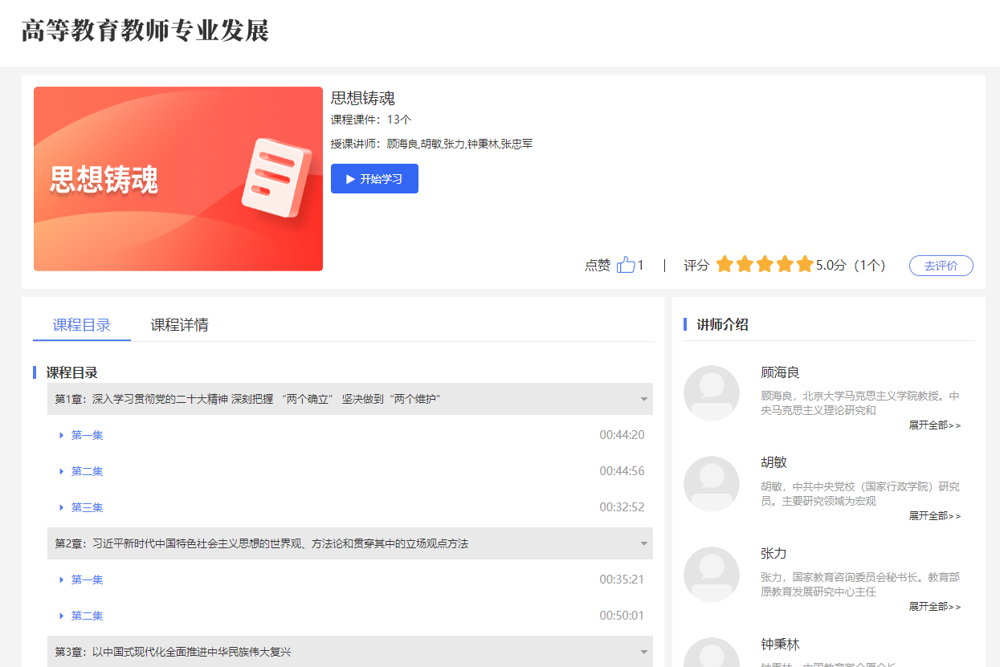 高等教育教师专业发展
思想铸魂
思想铸魂
课程课件：13个
授课讲师：顾海良,胡敏,张力,钟秉林,张忠军
开始学习
点赞 1 | 评分 5.0分（1个） 去评价
课程目录 课程详情
课程目录
第1章：深入学习贯彻党的二十大精神 深刻把握 “两个确立” 坚决做到“两个维护”
第一集 00:44:20
第二集 00:44:56
第三集 00:32:52
第2章：习近平新时代中国特色社会主义思想的世界观、方法论和贯穿其中的立场观点方法
第一集 00:35:21
第二集 00:50:01
第3章：以中国式现代化全面推进中华民族伟大复兴
讲师介绍
顾海良
顾海良，北京大学马克思主义学院教授。中
央马克思主义理论研究和
展开全部>>
胡敏
胡敏，中共中央党校（国家行政学院）研究
员。主要研究领域为宏观
展开全部>>
张力
张力，国家教育咨询委员会秘书长。教育部
原教育发展研究中心主任
展开全部>>
钟秉林